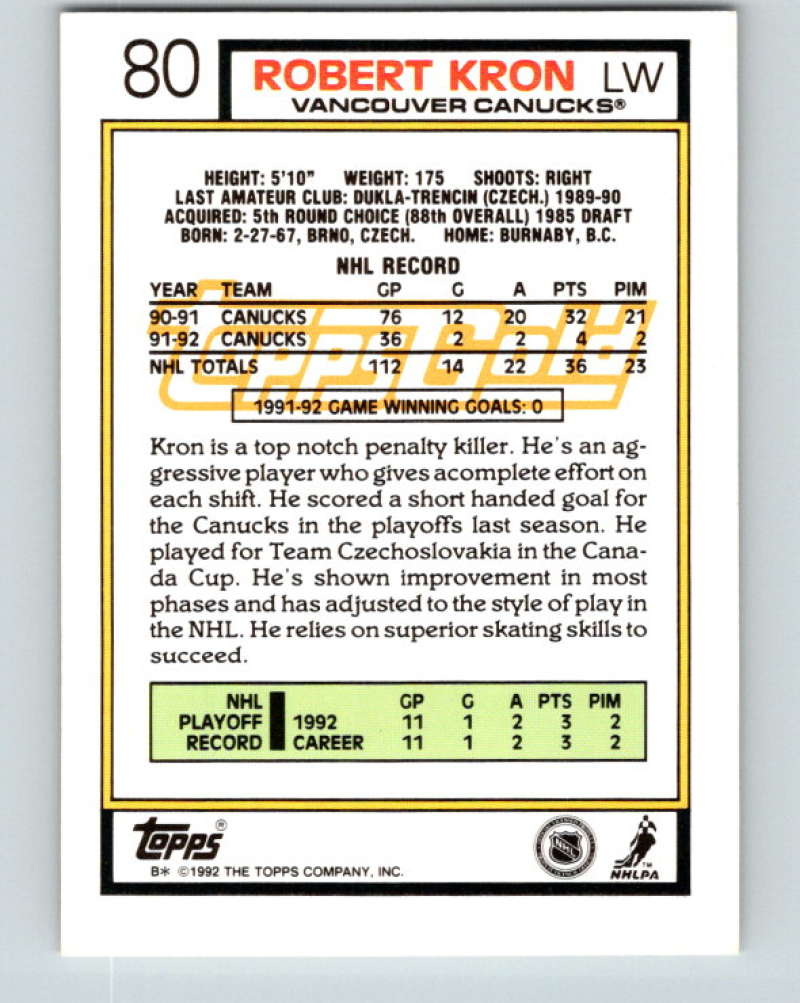 80 ROBERT KRON LW
VANCOUVER CANUCKS®
HEIGHT: 5'10" WEIGHT: 175 SHOOTS: RIGHT
LAST AMATEUR CLUB: DUKLA-TRENCIN (CZECH.) 1989-90
ACQUIRED: 5th ROUND CHOICE (88th OVERALL) 1985 DRAFT
BORN: 2-27-67, BRNO, CZECH. HOME: BURNABY, B.C.
NHL RECORD
YEAR TEAM GP G A PTS PIM
90-91 CANUCKS 76 12 20 32 21
91-92 CANUCKS 36 2 2 4 2
NHL TOTALS 112 14 22 36 23
Topps Gold
1991-92 GAME WINNING GOALS: 0
Kron is a top notch penalty killer. He's an ag-
gressive player who gives acomplete effort on
each shift. He scored a short handed goal for
the Canucks in the playoffs last season. He
played for Team Czechoslovakia in the Cana-
da Cup. He's shown improvement in most
phases and has adjusted to the style of play in
the NHL. He relies on superior skating skills to
succeed.
NHL GP G A PTS PIM
PLAYOFF 1992 11 1 2 3 2
RECORD CAREER 11 1 2 3 2
Topps®
B* ©1992 THE TOPPS COMPANY, INC.
NHL
NHLPA™